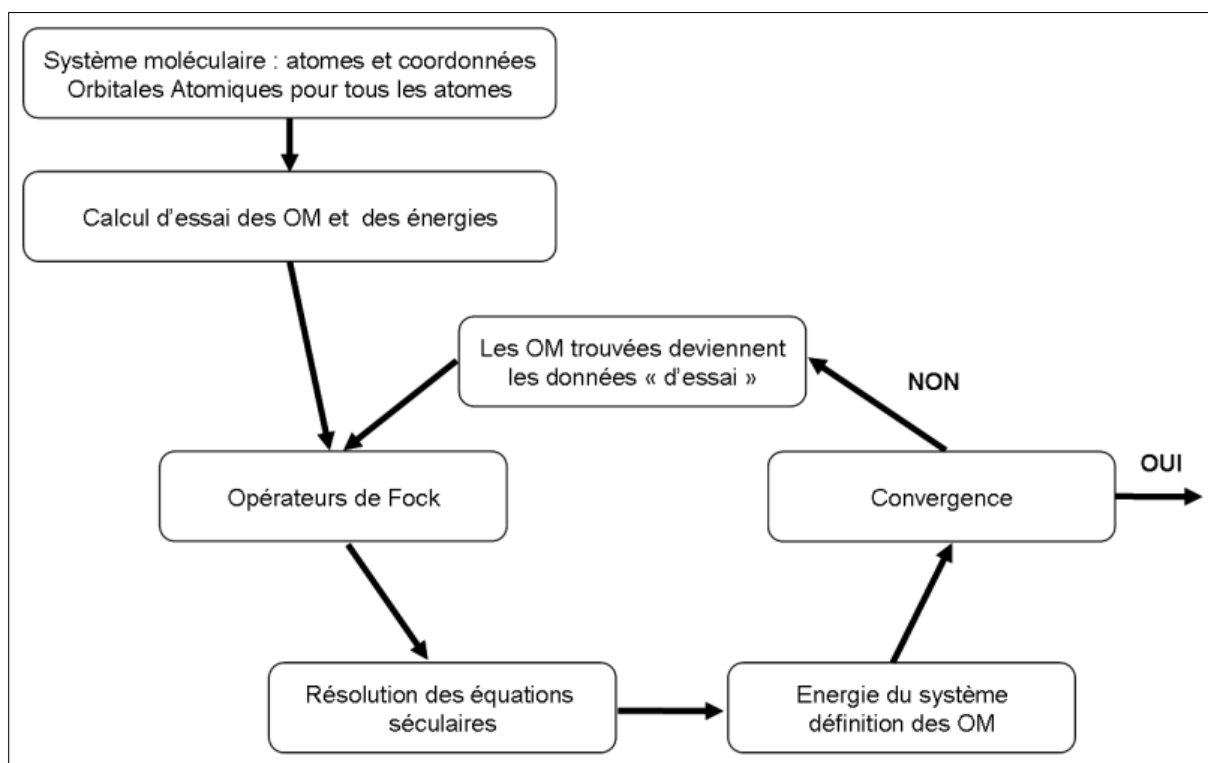 Système moléculaire : atomes et coordonnées
Orbitales Atomiques pour tous les atomes
Calcul d'essai des OM et des énergies
Les OM trouvées deviennent
les données « d'essai »
NON
OUI
Opérateurs de Fock
Convergence
Résolution des équations
séculaires
Energie du système
définition des OM